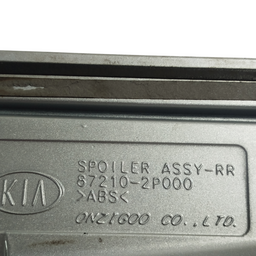 KIA
SPOILER ASSY-RR
87210-2P000
>ABS<
ONZIGOO CO., LTD.